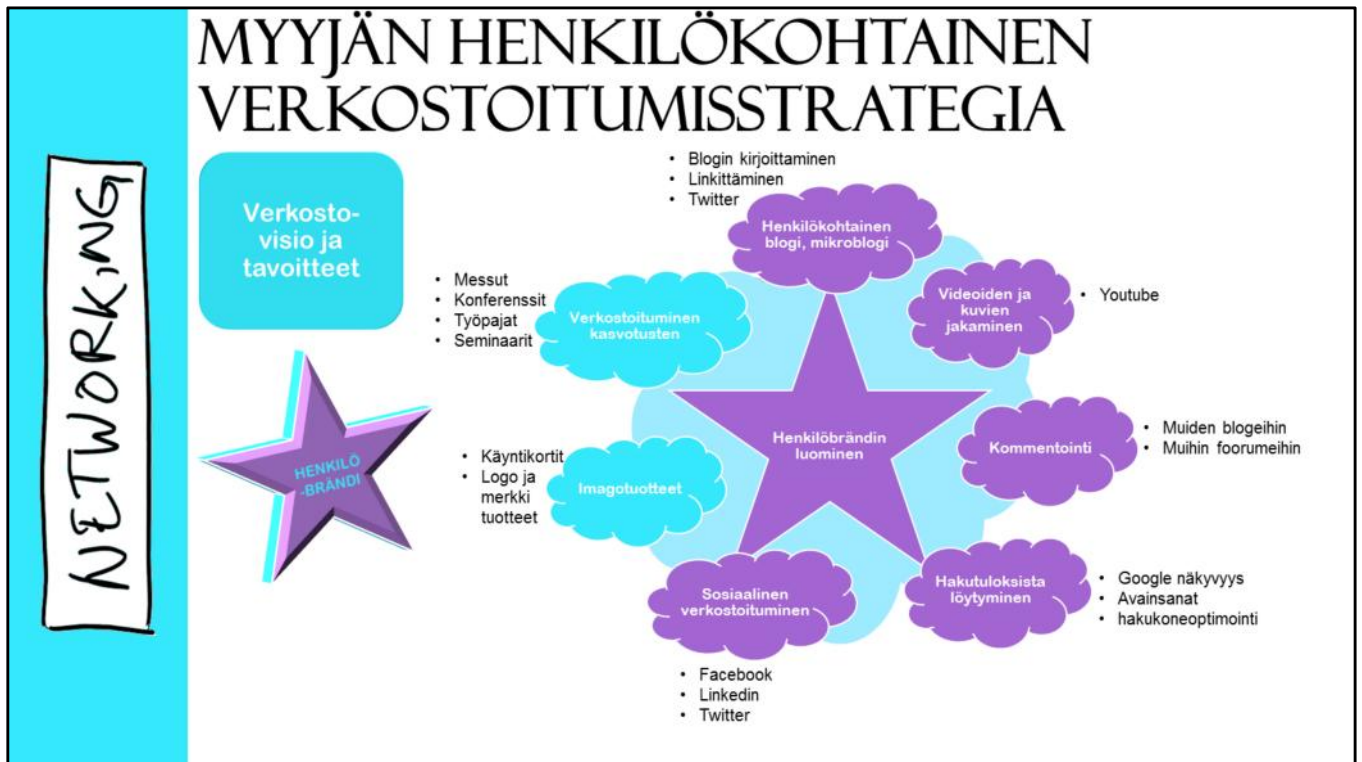 MYYJÄN HENKILÖKOHTAINEN
VERKOSTOITUMISSTRATEGIA
NETWORK,NG
Verkosto-
visio ja
tavoitteet
HENKILÖ
-BRÄNDI
• Blogin kirjoittaminen
• Linkittäminen
• Twitter
Henkilökohtainen
blogi, mikroblogi
• Messut
• Konferenssit
• Työpajat
• Seminaarit
Verkostoituminen
kasvotusten
Videoiden ja
kuvien
jakaminen
• Youtube
Henkilöbrändin
luominen
Kommentointi
• Muiden blogeihin
• Muihin foorumeihin
• Käyntikortit
• Logo ja
merkki
tuotteet
Imagotuotteet
Sosiaalinen
verkostoituminen
• Facebook
• Linkedin
• Twitter
Hakutuloksista
löytyminen
• Google näkyvyys
• Avainsanat
• hakukoneoptimointi